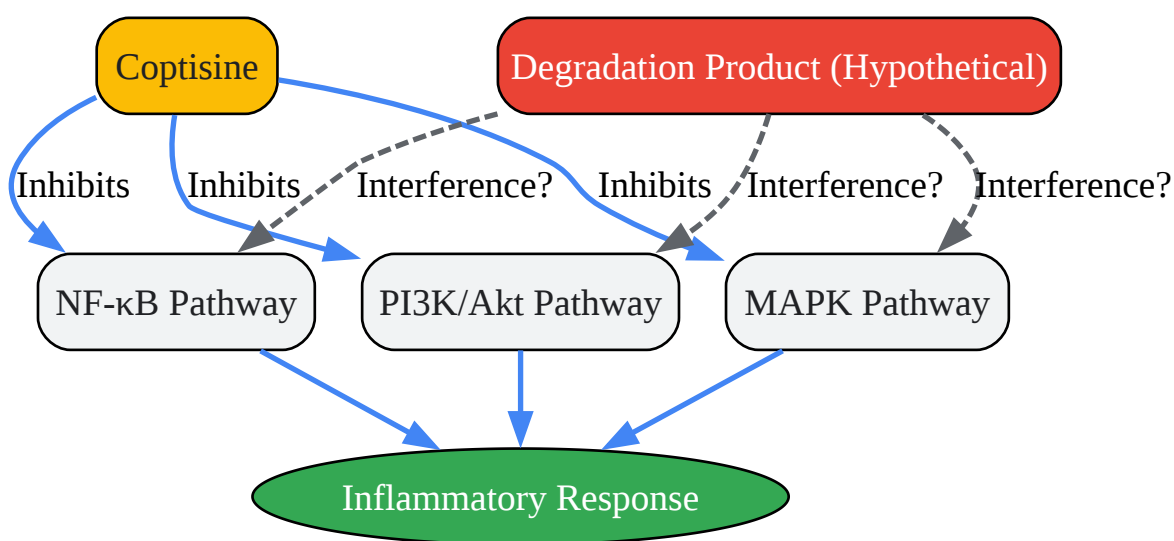 Coptisine
Degradation Product (Hypothetical)
Inhibits
Inhibits
Interference?
Inhibits
Interference?
Interference?
NF-κB Pathway
PI3K/Akt Pathway
MAPK Pathway
Inflammatory Response